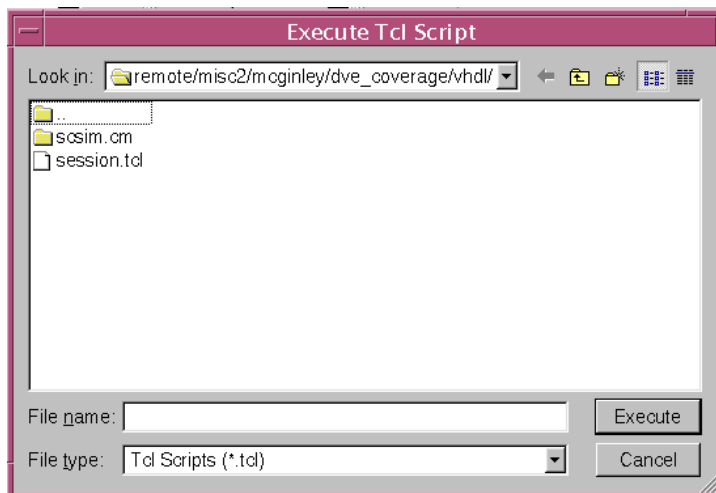 Execute Tcl Script
Look in: remote/misc2/mcginley/dve_coverage/vhdl/
..
scsim.cm
session.tcl
File name:
Execute
File type: Tcl Scripts (*.tcl)
Cancel